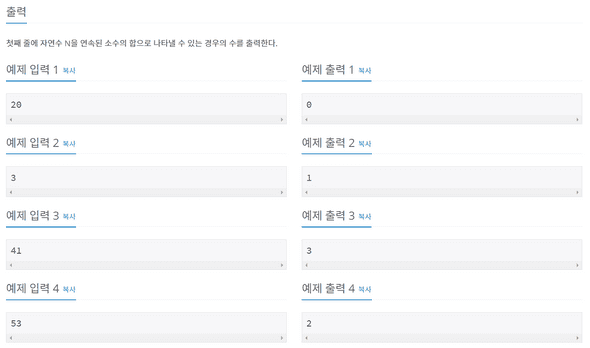 출력
첫째 줄에 자연수 N을 연속된 소수의 합으로 나타낼 수 있는 경우의 수를 출력한다.
예제 입력 1 복사
20
예제 출력 1 복사
0
예제 입력 2 복사
3
예제 출력 2 복사
1
예제 입력 3 복사
41
예제 출력 3 복사
3
예제 입력 4 복사
53
예제 출력 4 복사
2